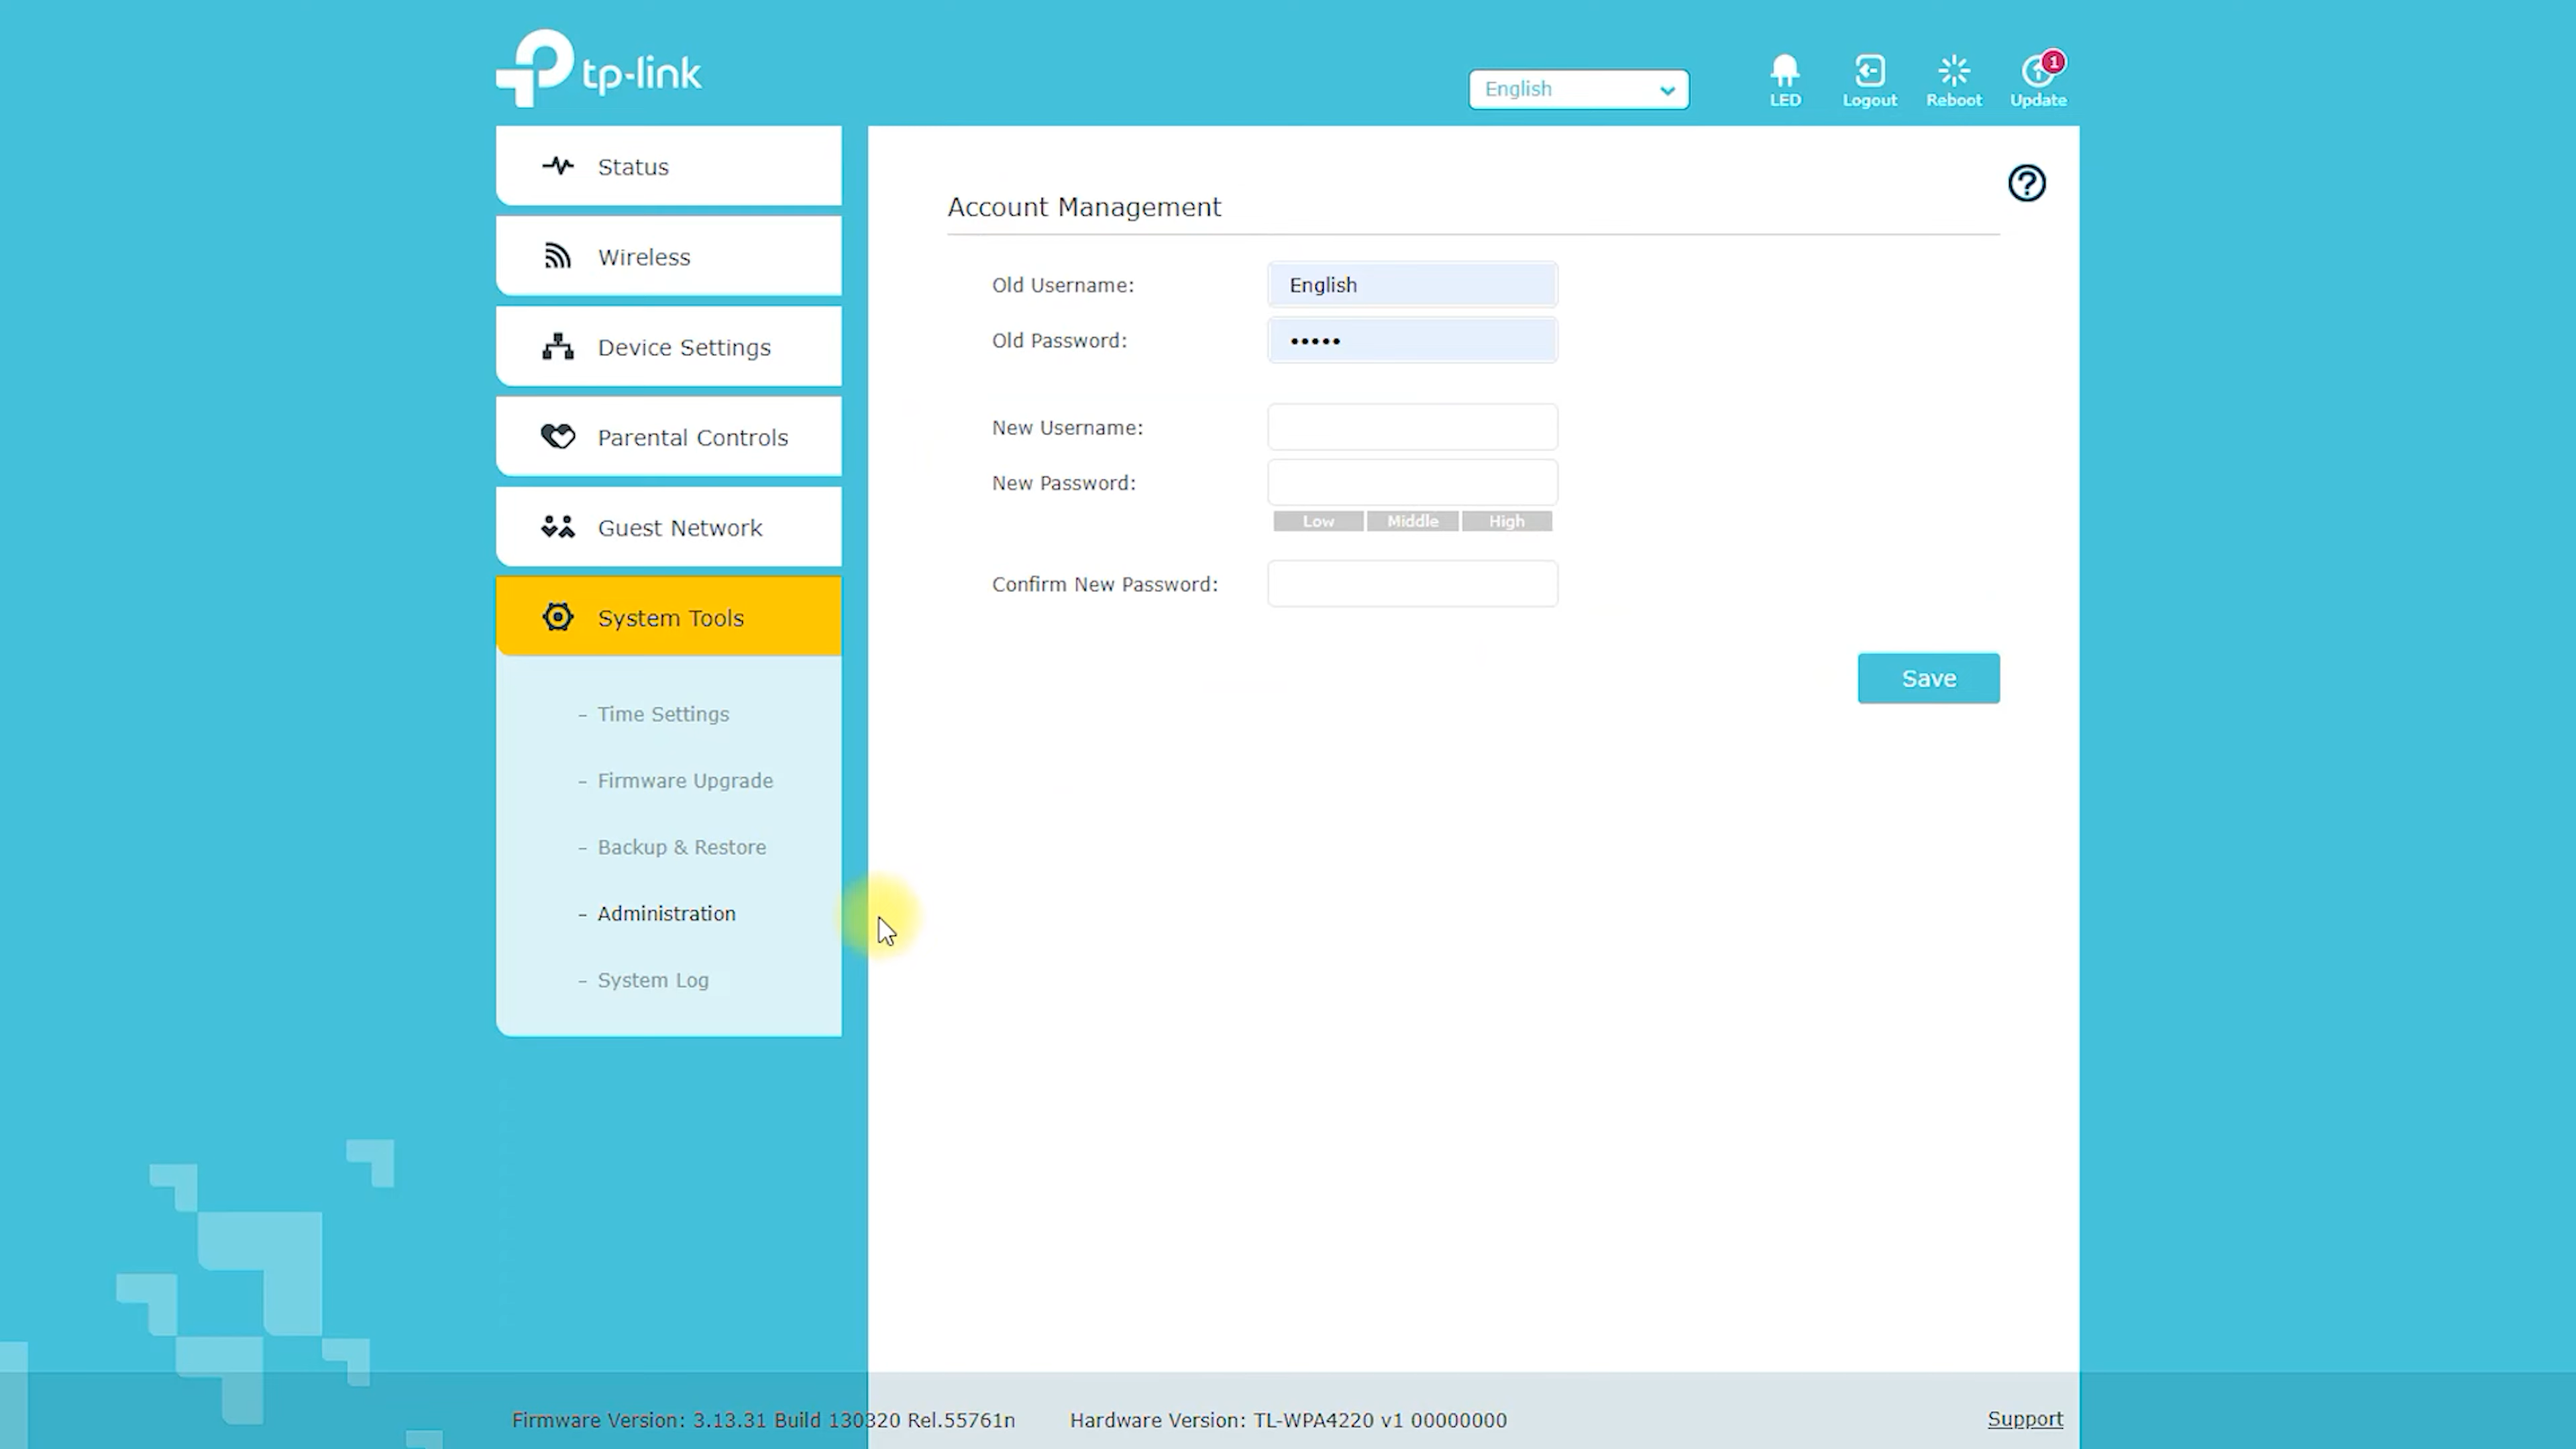 tp-link
English
LED
Logout
Reboot
Update
1
Status
Wireless
Device Settings
Parental Controls
Guest Network
System Tools
- Time Settings
- Firmware Upgrade
- Backup & Restore
- Administration
- System Log
Account Management
?
Old Username:
English
Old Password:
•••••
New Username:
New Password:
Low Middle High
Confirm New Password:
Save
Firmware Version: 3.13.31 Build 130320 Rel.55761n
Hardware Version: TL-WPA4220 v1 00000000
Support